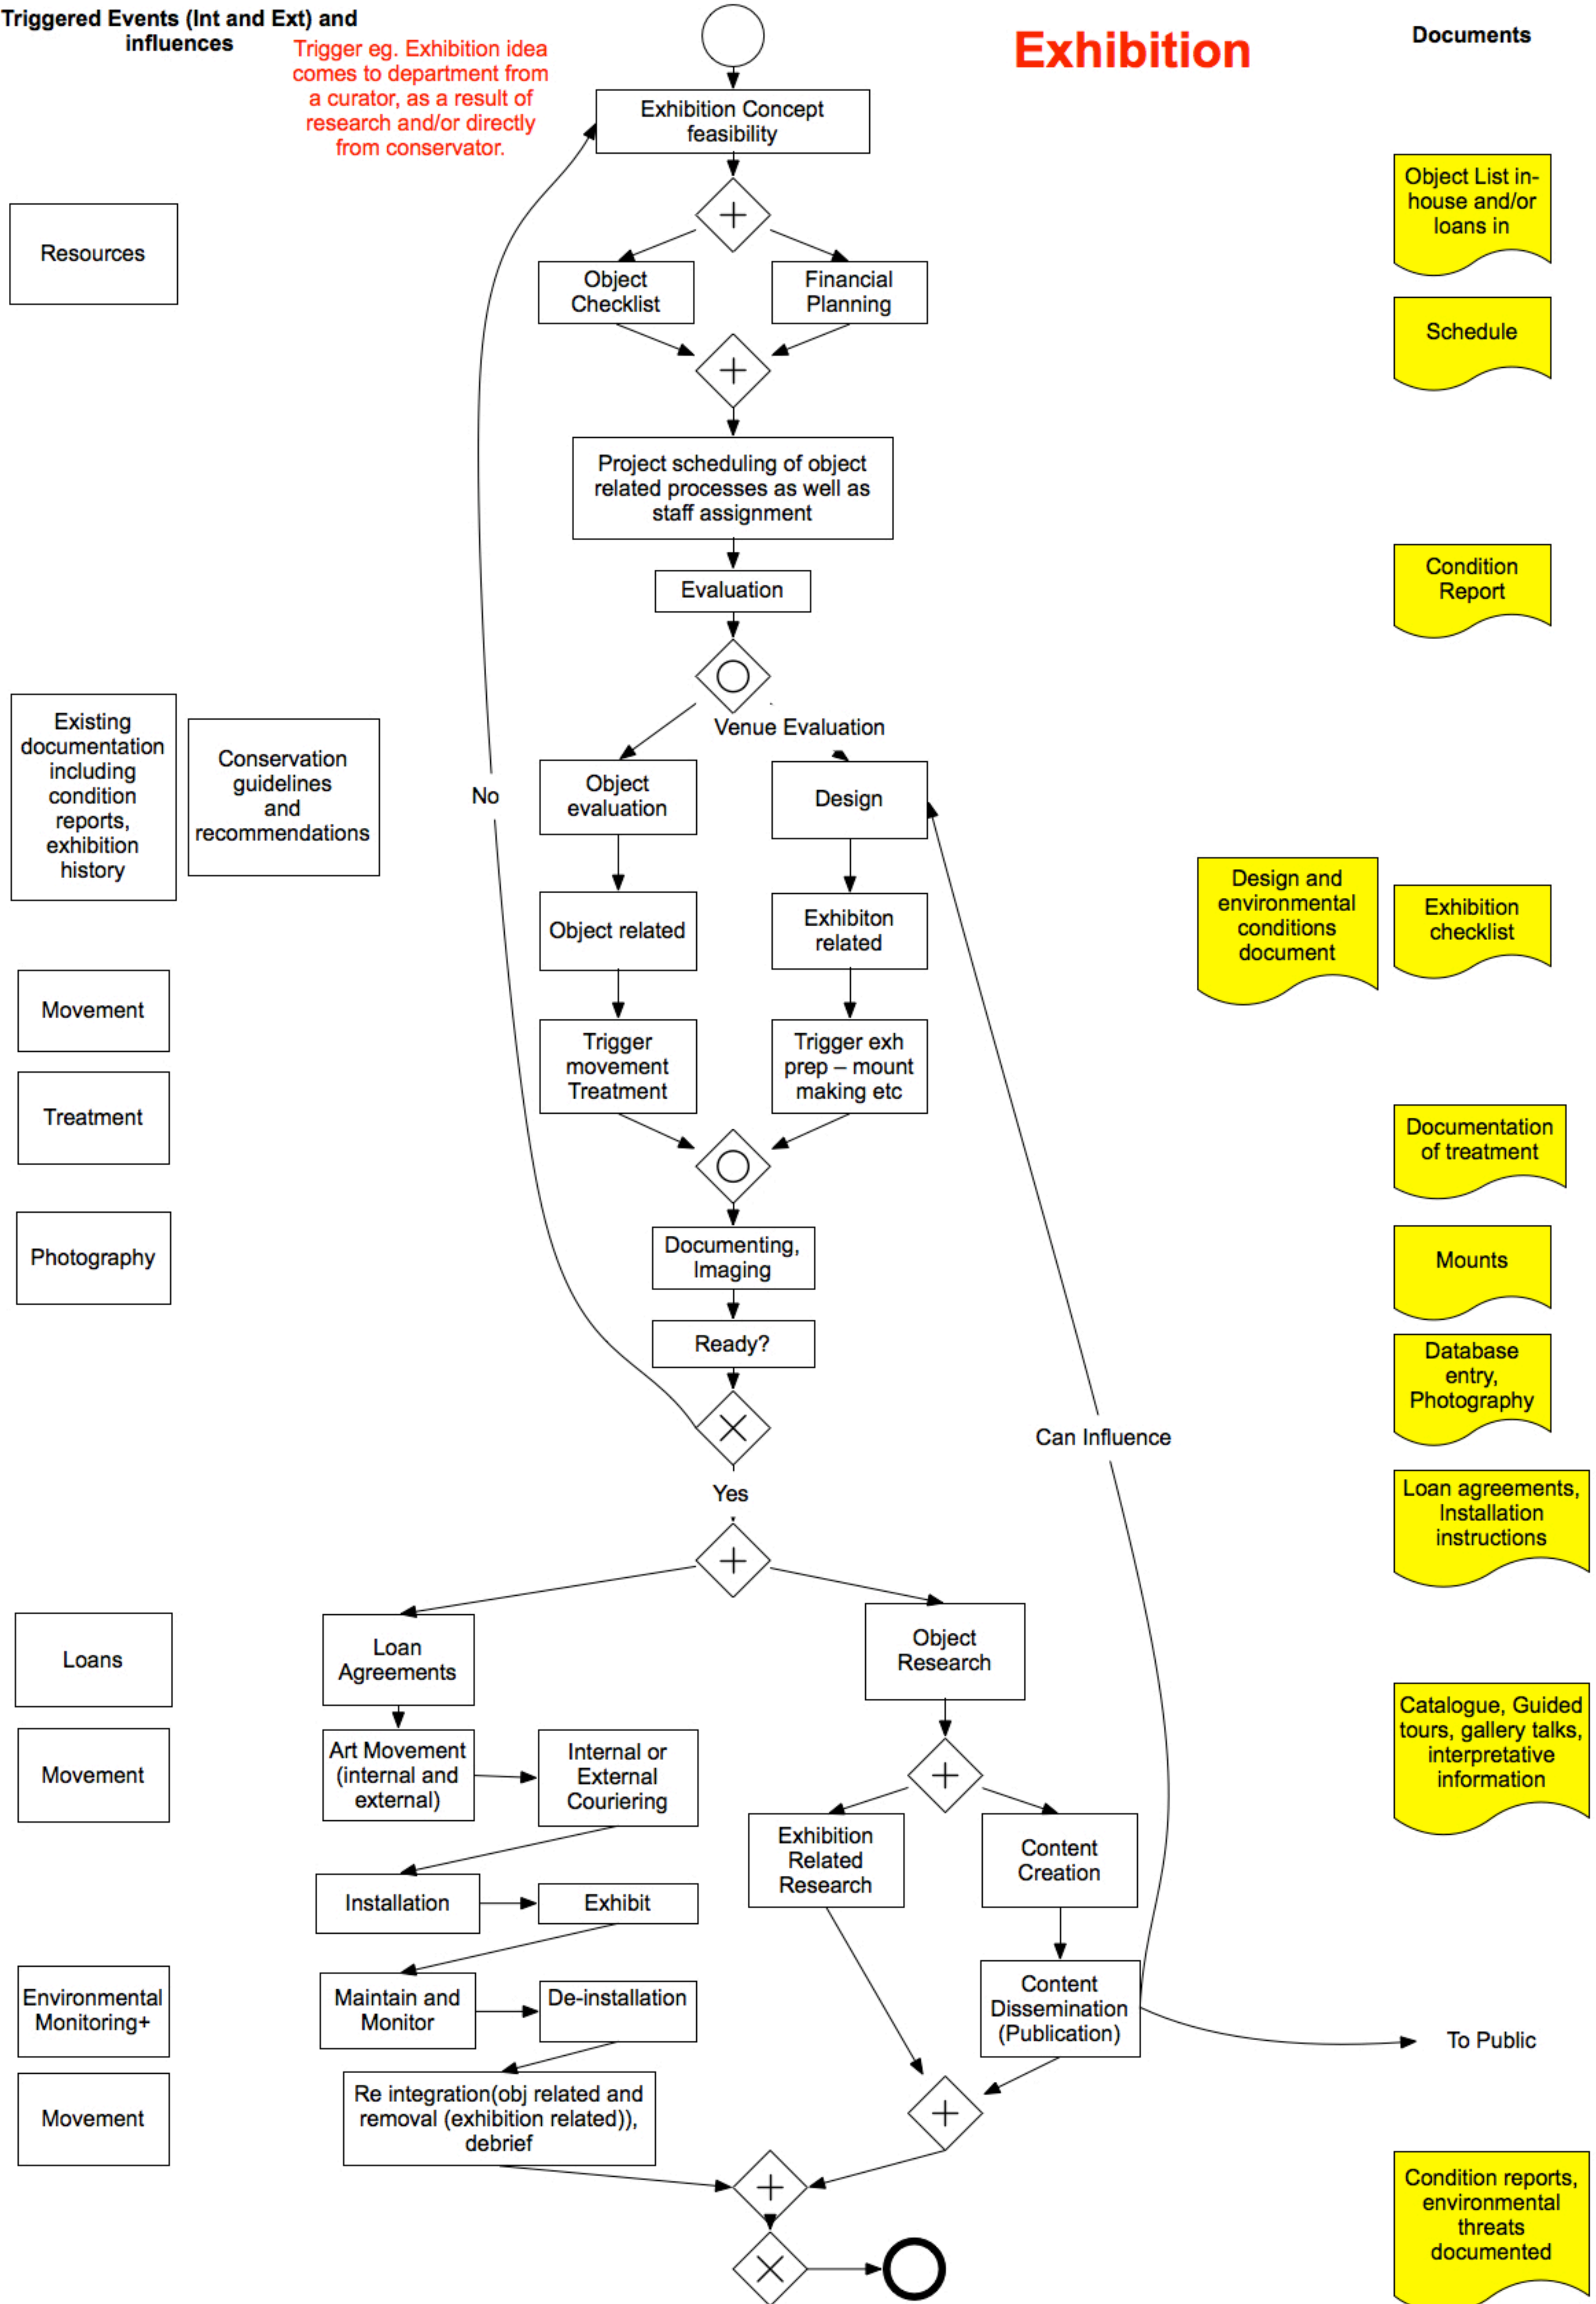 Triggered Events (Int and Ext) and
influences
Trigger eg. Exhibition idea
comes to department from
a curator, as a result of
research and/or directly
from conservator.
Exhibition
Documents
Exhibition Concept
feasibility
Object List in-
house and/or
loans in
Resources
Object
Checklist
Financial
Planning
Schedule
Project scheduling of object
related processes as well as
staff assignment
Evaluation
Condition
Report
Existing
documentation
including
condition
reports,
exhibition
history
Conservation
guidelines
and
recommendations
No
Venue Evaluation
Object
evaluation
Design
Object related
Exhibiton
related
Design and
environmental
conditions
document
Exhibition
checklist
Movement
Trigger
movement
Treatment
Trigger exh
prep – mount
making etc
Treatment
Documentation
of treatment
Photography
Documenting,
Imaging
Mounts
Ready?
Database
entry,
Photography
Can Influence
Yes
Loan agreements,
Installation
instructions
Loans
Loan
Agreements
Object
Research
Movement
Art Movement
(internal and
external)
Internal or
External
Couriering
Catalogue, Guided
tours, gallery talks,
interpretative
information
Exhibition
Related
Research
Content
Creation
Installation
Exhibit
Environmental
Monitoring+
Maintain and
Monitor
De-installation
Content
Dissemination
(Publication)
To Public
Movement
Re integration(obj related and
removal (exhibition related)),
debrief
Condition reports,
environmental
threats
documented